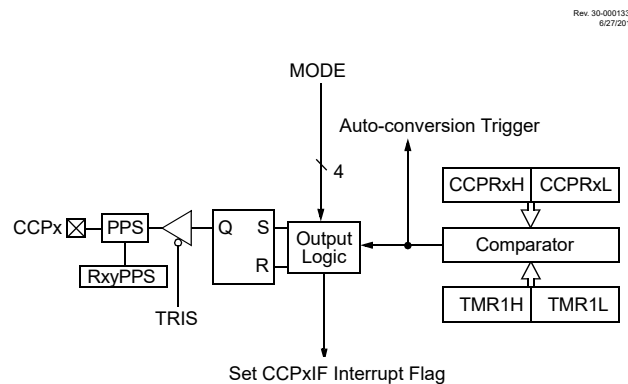 Rev. 30-000133
6/27/201
MODE
Auto-conversion Trigger
4
CCPRxH CCPRxL
CCPx PPS Q S Output Logic Comparator
R
RxyPPS
TMR1H TMR1L
TRIS
Set CCPxIF Interrupt Flag